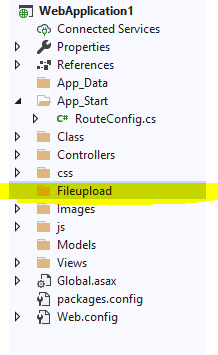 WebApplication1
Connected Services
Properties
References
App_Data
App_Start
C# RouteConfig.cs
Class
Controllers
css
Fileupload
Images
js
Models
Views
Global.asax
packages.config
Web.config